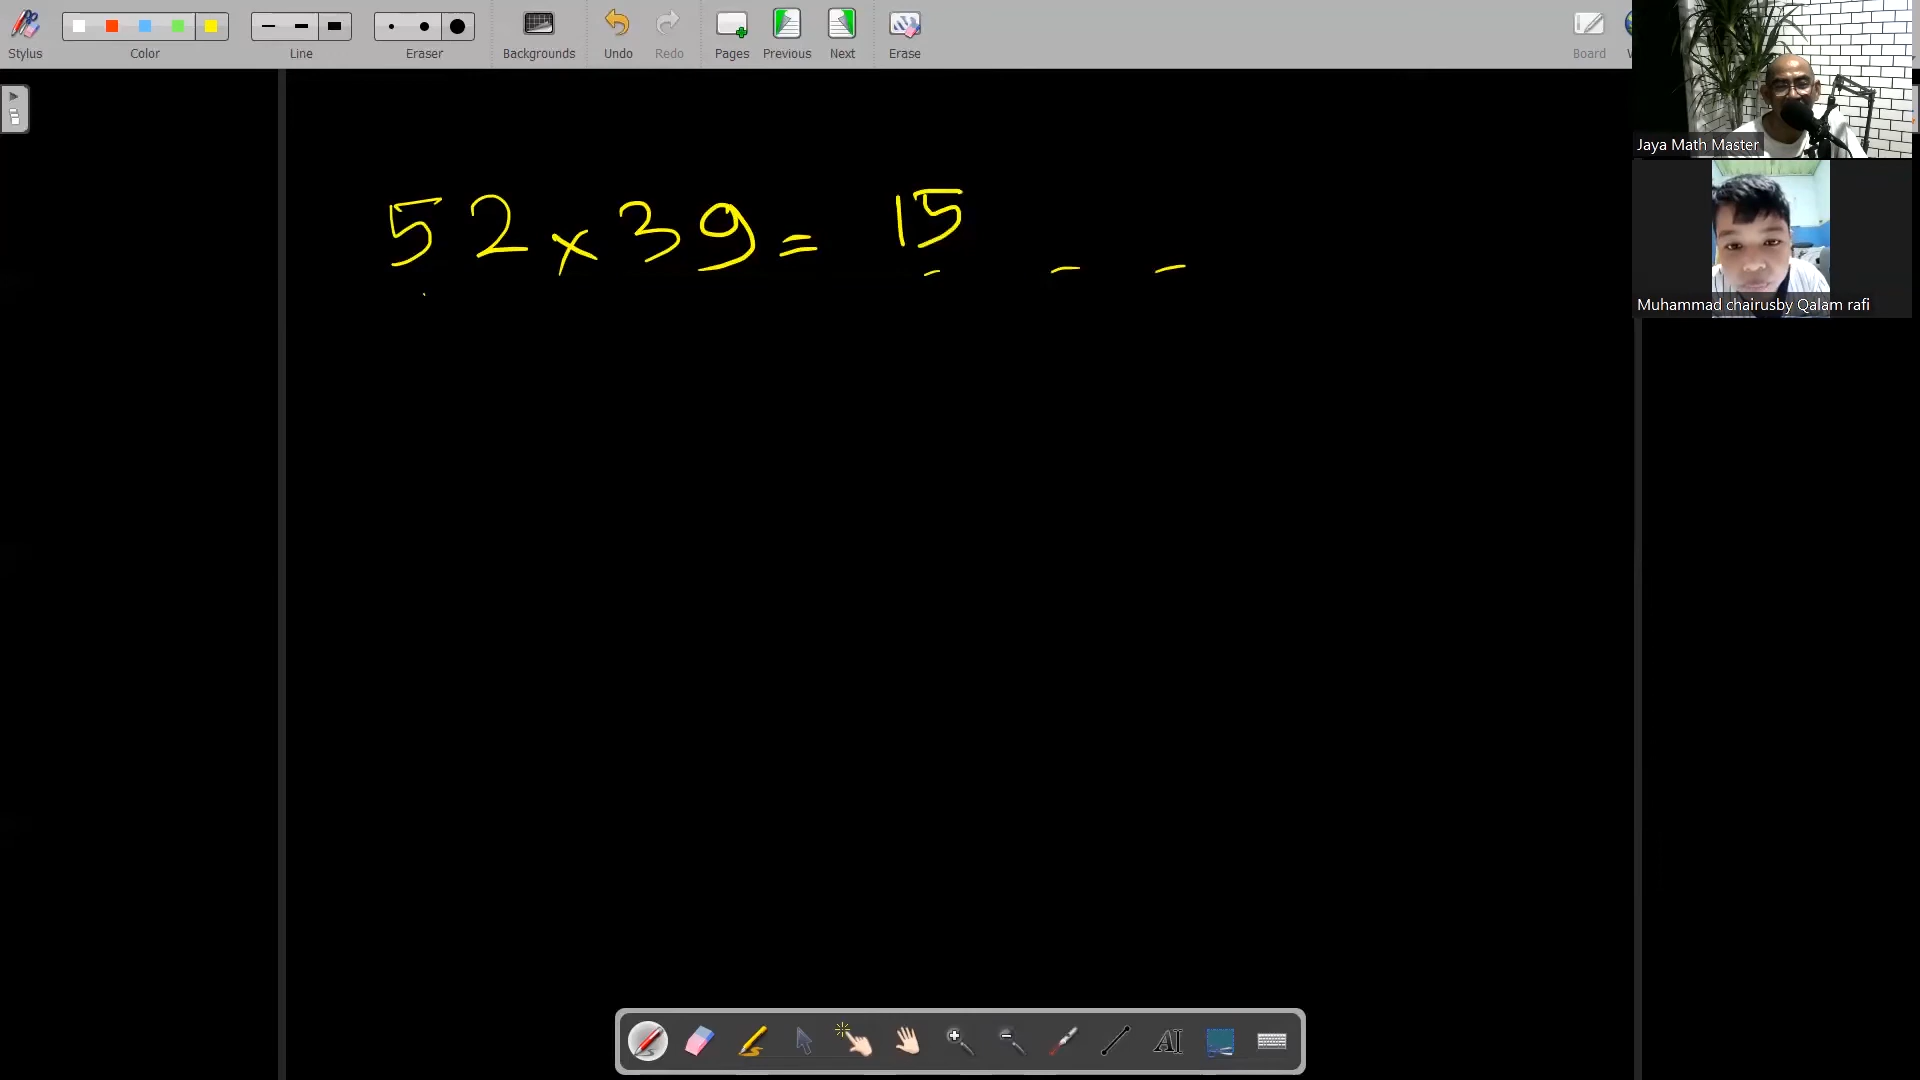 Stylus Color Line Eraser Backgrounds Undo Redo Pages Previous Next Erase Board
Jaya Math Master
52 x 39 = 15 _ _
Muhammad chairusby Qalam rafi
AI